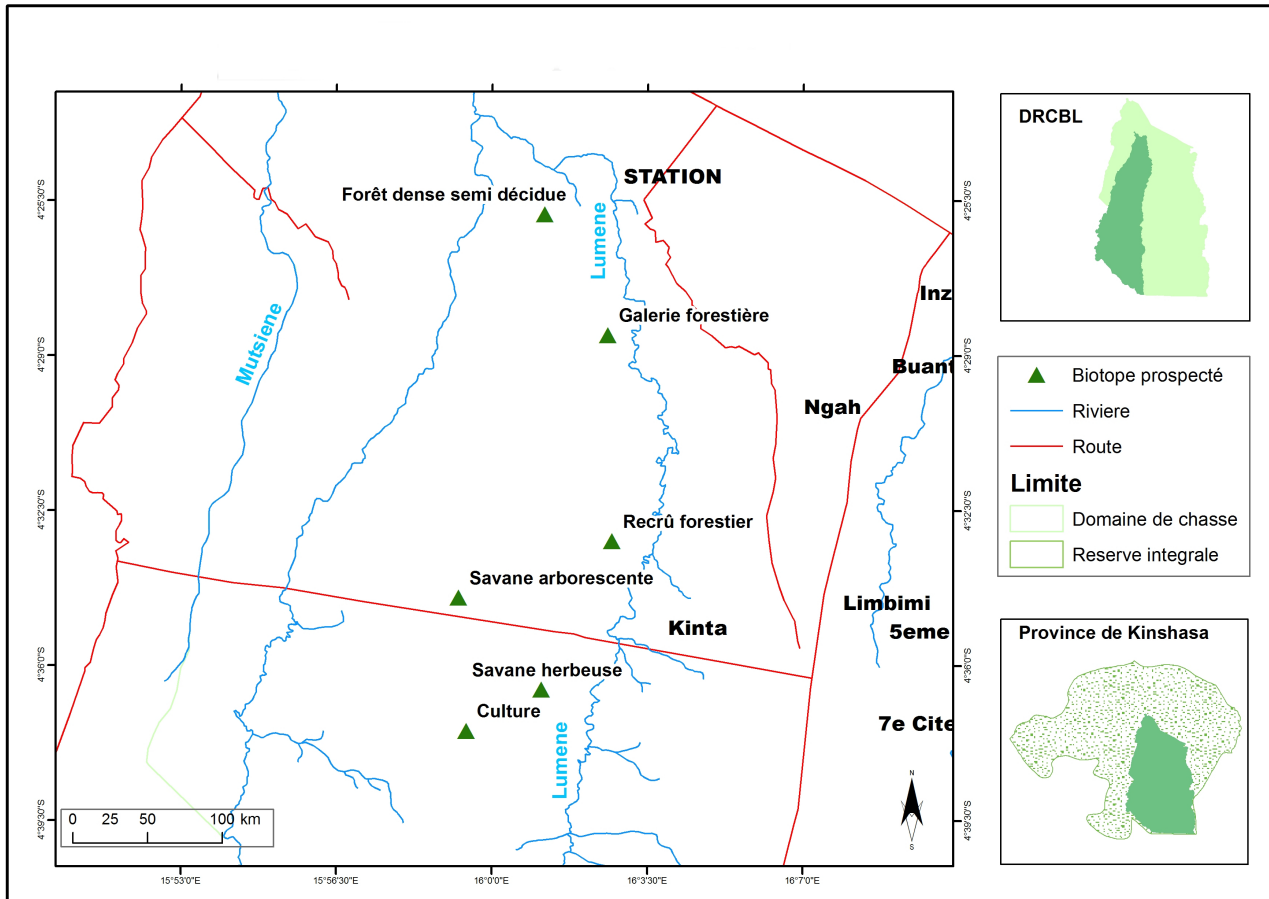 STATION
Forêt dense semi décidue
Lumene
Galerie forestière
Mutsiene
Inz
Buant
Ngah
Recrû forestier
Savane arborescente
Limbimi
Kinta
5eme
Savane herbeuse
Culture
Lumene
7e Cite
0 25 50 100 km
N
S
4°25'30"S
4°29'0"S
4°32'30"S
4°36'0"S
4°39'30"S
4°25'30"S
4°29'0"S
4°32'30"S
4°36'0"S
4°39'30"S
15°53'0"E
15°56'30"E
16°0'0"E
16°3'30"E
16°7'0"E
DRCBL
Biotope prospecté
Riviere
Route
Limite
Domaine de chasse
Reserve integrale
Province de Kinshasa